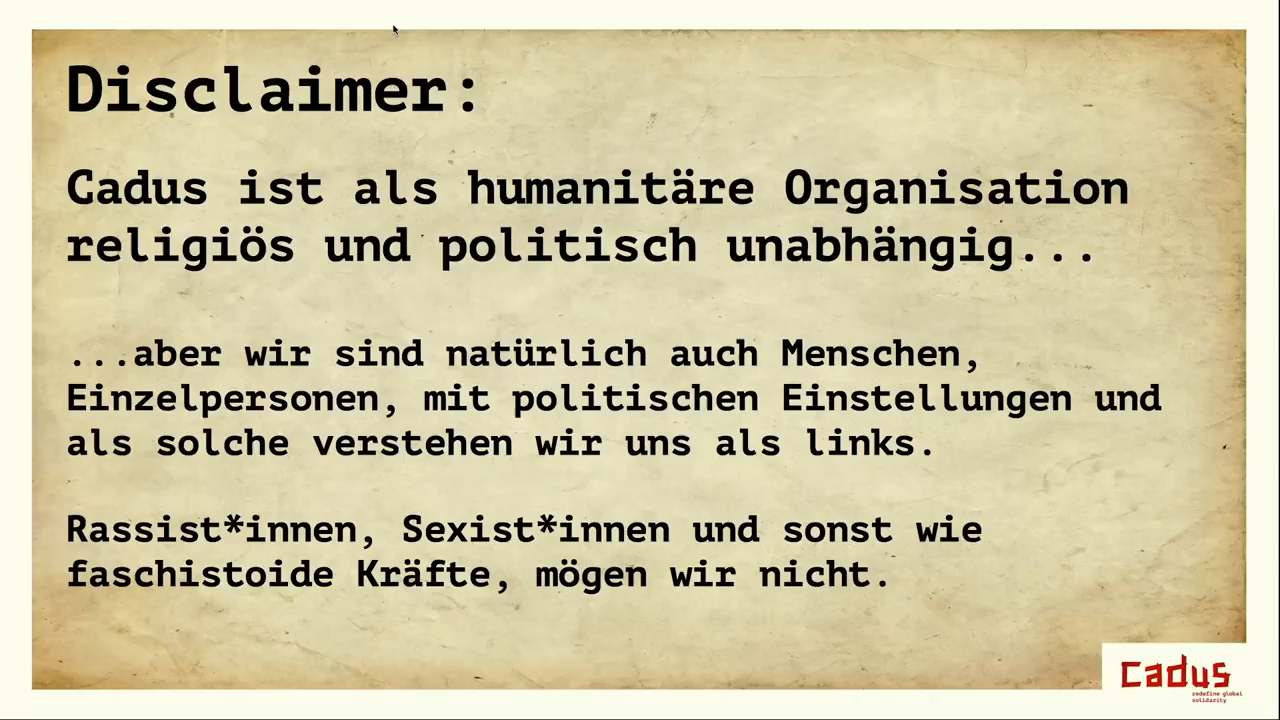 Disclaimer:
Cadus ist als humanitäre Organisation
religiös und politisch unabhängig...
...aber wir sind natürlich auch Menschen,
Einzelpersonen, mit politischen Einstellungen und
als solche verstehen wir uns als links.
Rassist*innen, Sexist*innen und sonst wie
faschistoide Kräfte, mögen wir nicht.
cadus
redefine global
solidarity